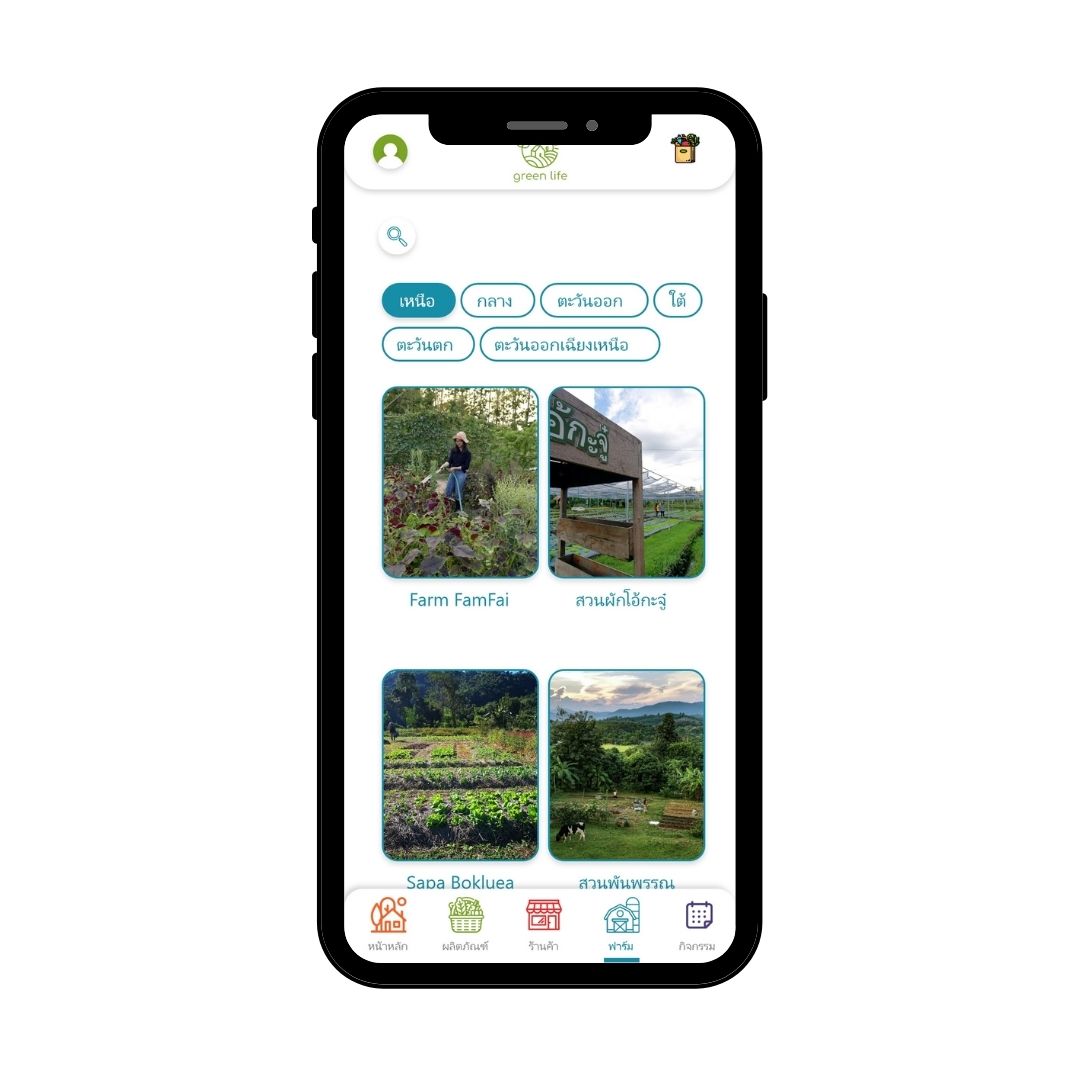 green life
เหนือ กลาง ตะวันออก ใต้
ตะวันตก ตะวันออกเฉียงเหนือ
โอ้กะจู๋
Farm FamFai สวนผักโอ้กะจู๋
Sapa Bokluea สวนพันพรรณ
หน้าหลัก ผลิตภัณฑ์ ร้านค้า ฟาร์ม กิจกรรม